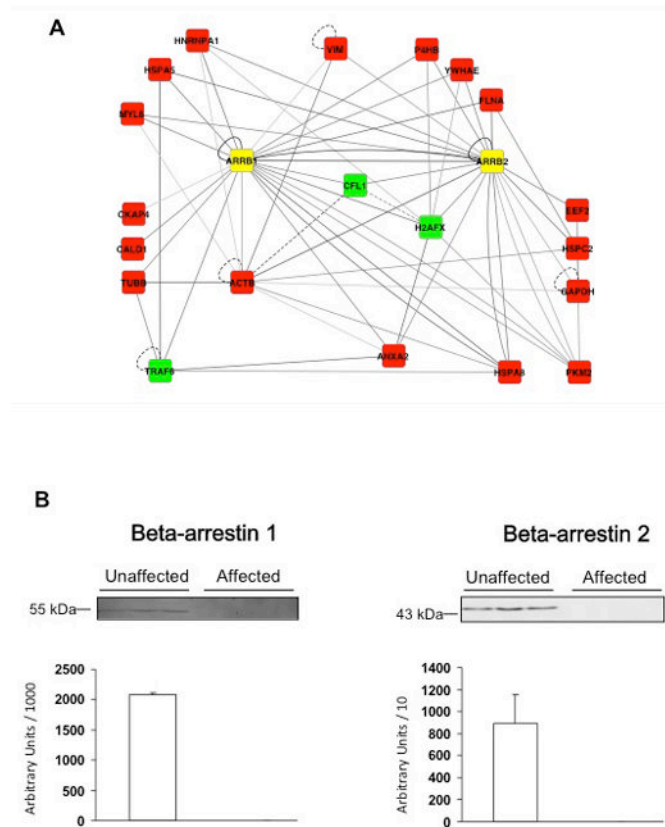 A
HNRNPA1
VIM
P4HB
HSPA5
YWHAE
FLNA
MYL6
ARRB1
ARRB2
CFL1
CKAP4
EEF2
H2AFX
CALD1
HSPC2
TUBB
ACTB
GAPDH
ANXA2
TRAF6
HSPA8
PKM2
B
Beta-arrestin 1
Beta-arrestin 2
Unaffected Affected
Unaffected Affected
55 kDa
43 kDa
Arbitrary Units / 1000
2500
2000
1500
1000
500
0
Arbitrary Units / 10
1400
1200
1000
800
600
400
200
0